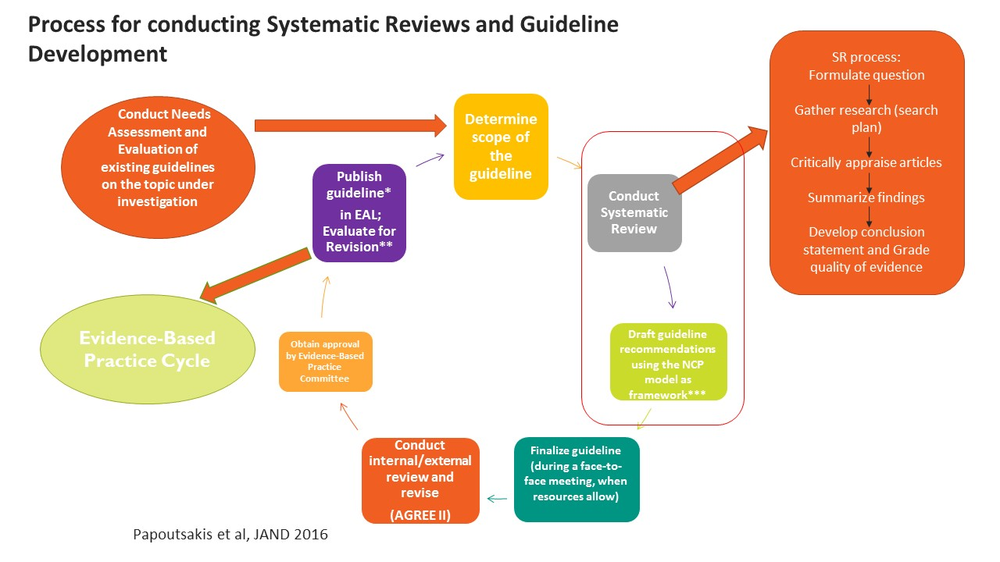 Process for conducting Systematic Reviews and Guideline
Development
Conduct Needs
Assessment and
Evaluation of
existing guidelines
on the topic under
investigation
Determine
scope of
the
guideline
Conduct
Systematic
Review
SR process:
Formulate question
Gather research (search
plan)
Critically appraise articles
Summarize findings
Develop conclusion
statement and Grade
quality of evidence
Draft guideline
recommendations
using the NCP
model as
framework***
Finalize guideline
(during a face-to-
face meeting, when
resources allow)
Conduct
internal/external
review and
revise
(AGREE II)
Obtain approval
by Evidence-Based
Practice
Committee
Publish
guideline*
in EAL;
Evaluate for
Revision**
Evidence-Based
Practice Cycle
Papoutsakis et al, JAND 2016